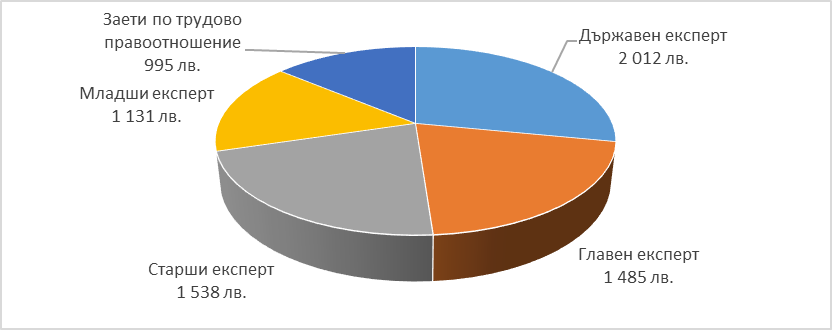 Заети по трудово
правоотношение
995 лв.
Държавен експерт
2 012 лв.
Младши експерт
1 131 лв.
Старши експерт
1 538 лв.
Главен експерт
1 485 лв.